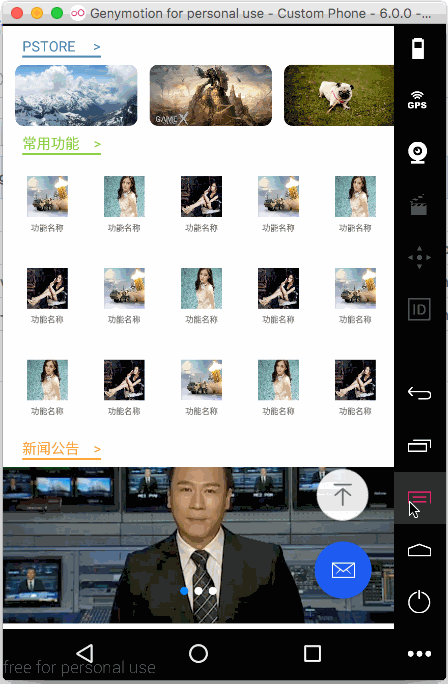 Genymotion for personal use - Custom Phone - 6.0.0 -...
PSTORE >
GAMEX
常用功能 >
功能名称 功能名称 功能名称 功能名称 功能名称
功能名称 功能名称 功能名称 功能名称 功能名称
功能名称 功能名称 功能名称 功能名称 功能名称
新闻公告 >
GPS
ID
free for personal use